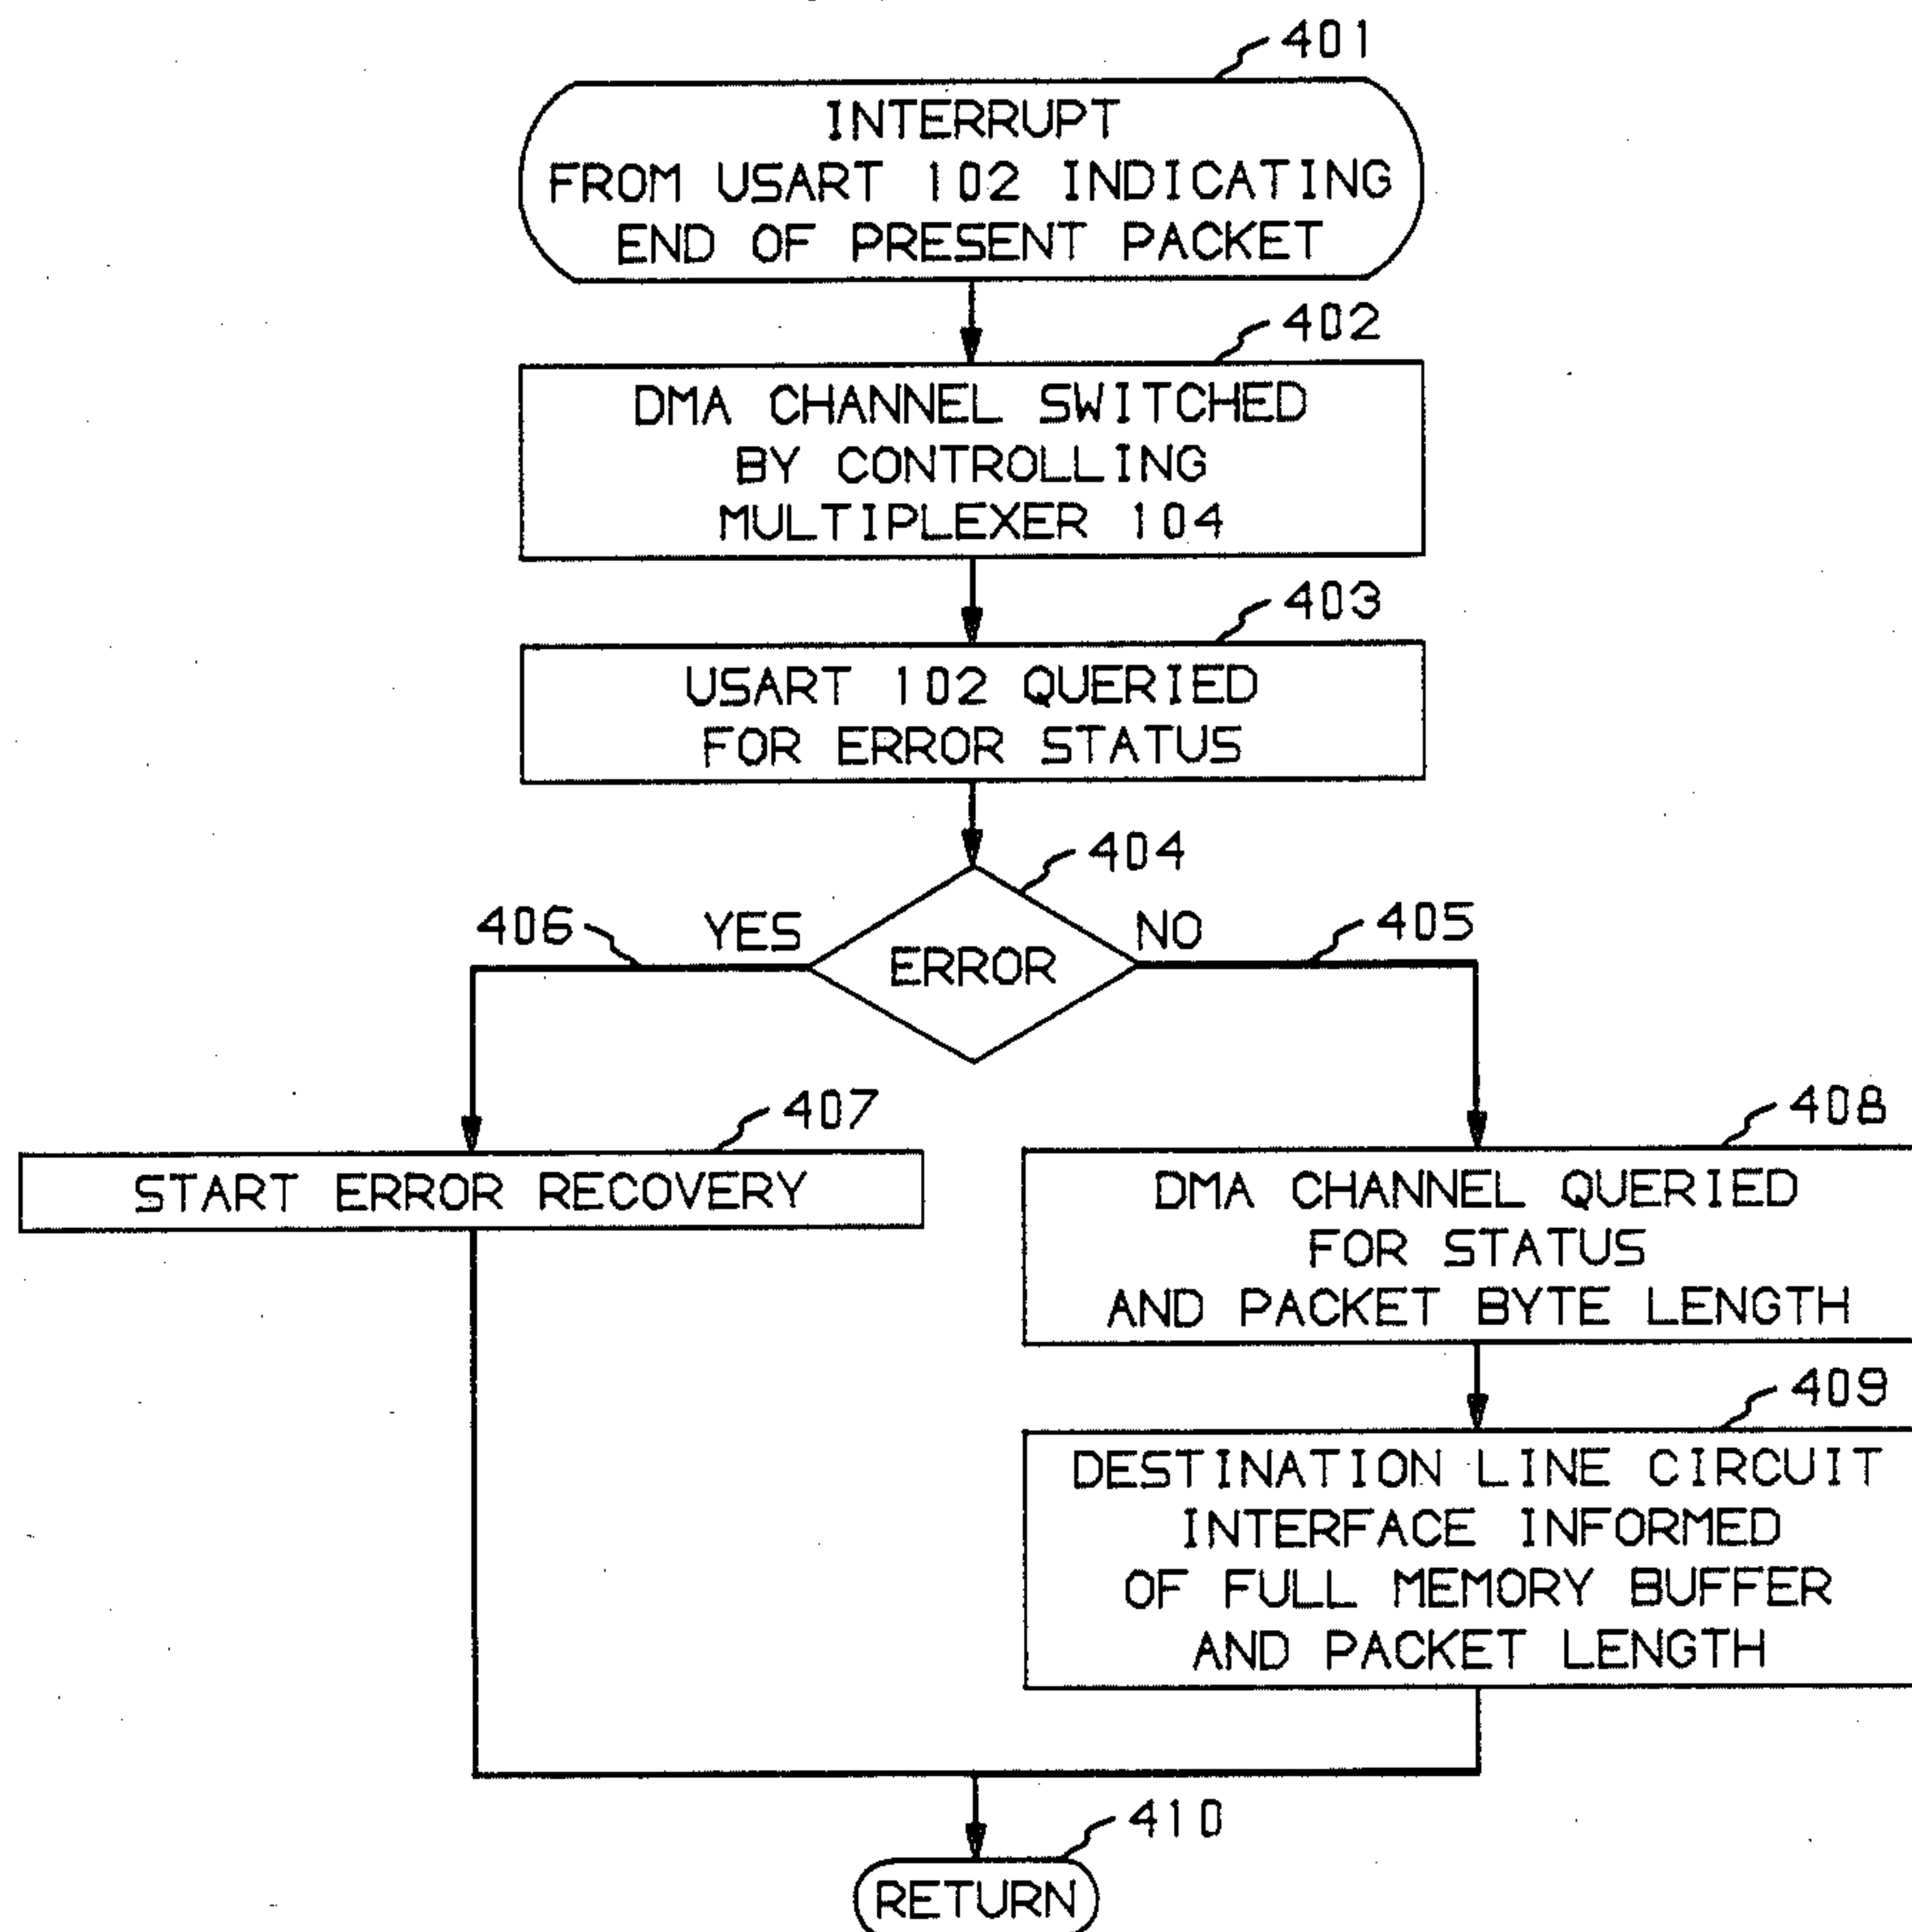 401
INTERRUPT
FROM USART 102 INDICATING
END OF PRESENT PACKET
402
DMA CHANNEL SWITCHED
BY CONTROLLING
MULTIPLEXER 104
403
USART 102 QUERIED
FOR ERROR STATUS
404
406
YES
ERROR
NO
405
407
START ERROR RECOVERY
408
DMA CHANNEL QUERIED
FOR STATUS
AND PACKET BYTE LENGTH
409
DESTINATION LINE CIRCUIT
INTERFACE INFORMED
OF FULL MEMORY BUFFER
AND PACKET LENGTH
410
RETURN